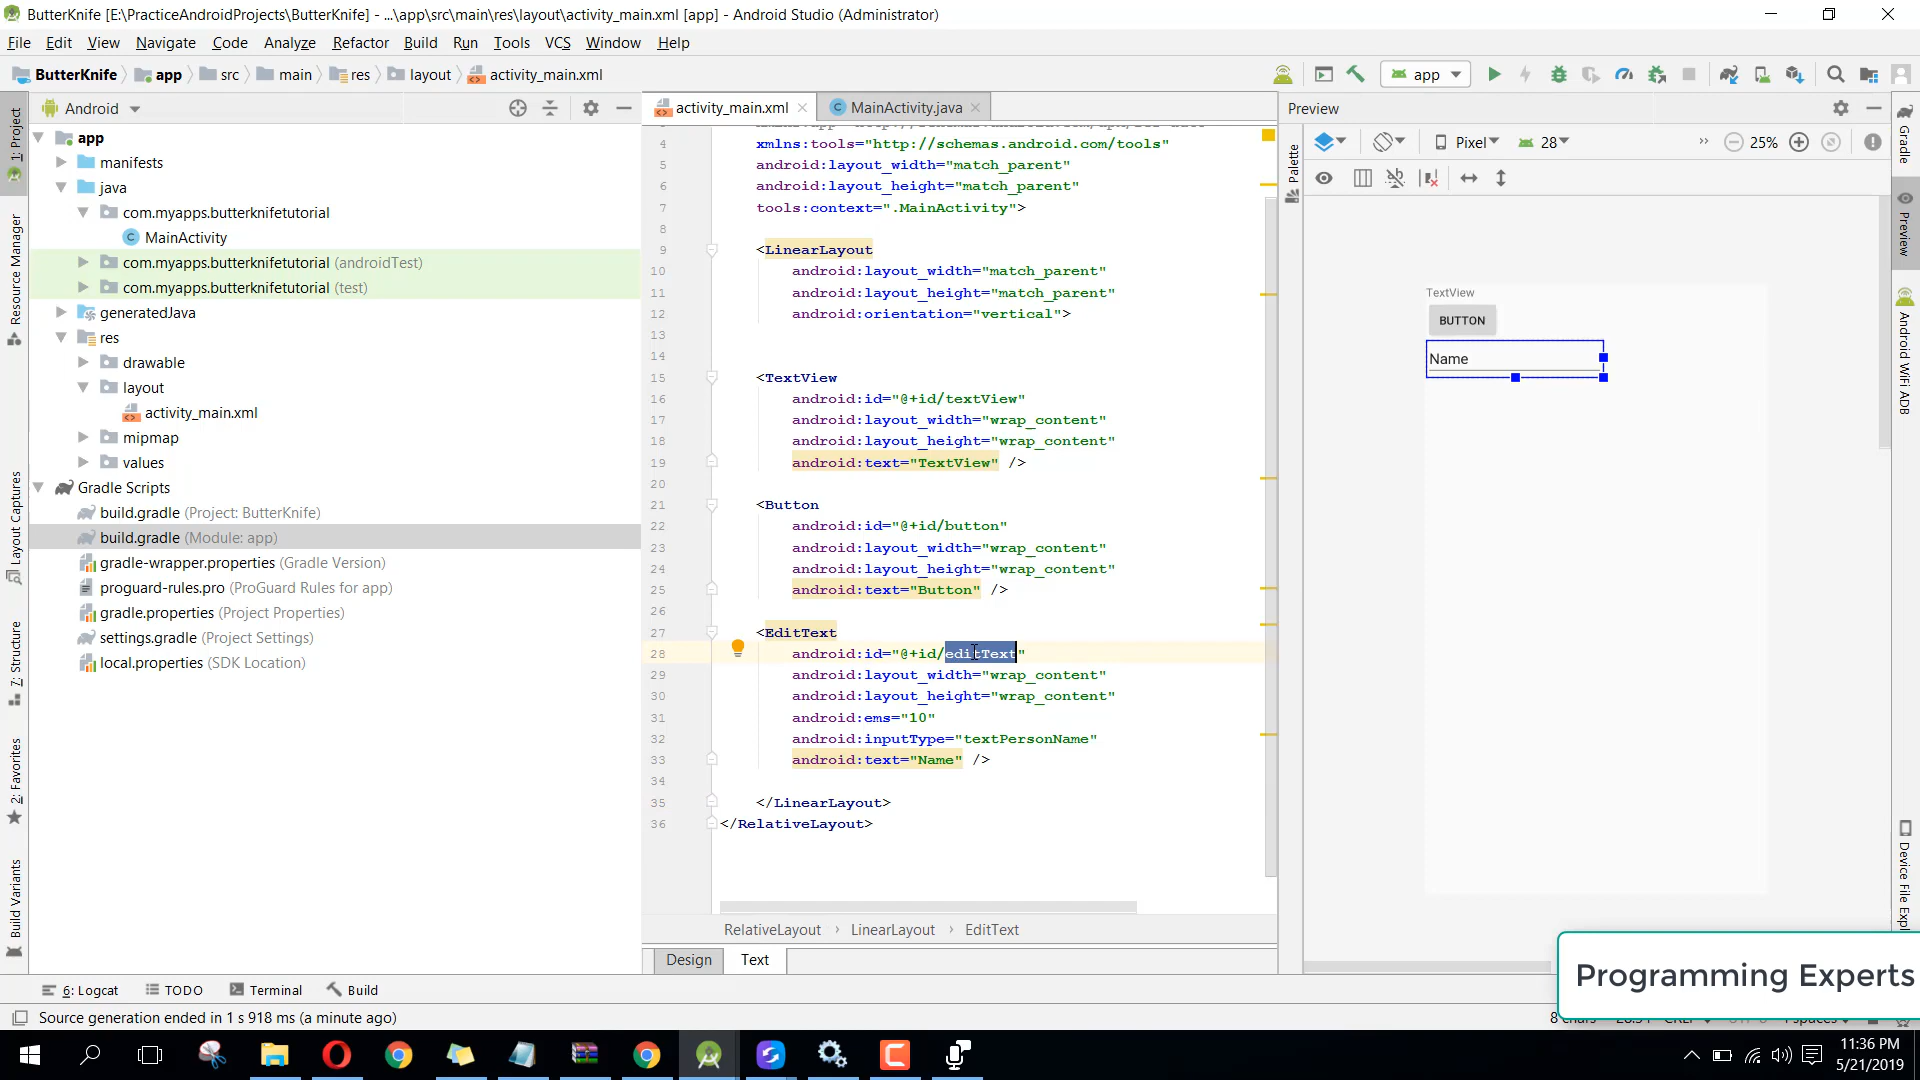 ButterKnife [E:\PracticeAndroidProjects\ButterKnife] - ...\app\src\main\res\layout\activity_main.xml [app] - Android Studio (Administrator)
File Edit View Navigate Code Analyze Refactor Build Run Tools VCS Window Help
ButterKnife app src main res layout activity_main.xml
app
Android
activity_main.xml
MainActivity.java
Preview
1: Project
Resource Manager
Layout Captures
7: Structure
2: Favorites
Build Variants
app
manifests
java
com.myapps.butterknifetutorial
MainActivity
com.myapps.butterknifetutorial (androidTest)
com.myapps.butterknifetutorial (test)
generatedJava
res
drawable
layout
activity_main.xml
mipmap
values
Gradle Scripts
build.gradle (Project: ButterKnife)
build.gradle (Module: app)
gradle-wrapper.properties (Gradle Version)
proguard-rules.pro (ProGuard Rules for app)
gradle.properties (Project Properties)
settings.gradle (Project Settings)
local.properties (SDK Location)
4 xmlns:tools="http://schemas.android.com/tools"
5 android:layout_width="match_parent"
6 android:layout_height="match_parent"
7 tools:context=".MainActivity">
8
9 <LinearLayout
10 android:layout_width="match_parent"
11 android:layout_height="match_parent"
12 android:orientation="vertical">
13
14
15 <TextView
16 android:id="@+id/textView"
17 android:layout_width="wrap_content"
18 android:layout_height="wrap_content"
19 android:text="TextView" />
20
21 <Button
22 android:id="@+id/button"
23 android:layout_width="wrap_content"
24 android:layout_height="wrap_content"
25 android:text="Button" />
26
27 <EditText
28 android:id="@+id/editText"
29 android:layout_width="wrap_content"
30 android:layout_height="wrap_content"
31 android:ems="10"
32 android:inputType="textPersonName"
33 android:text="Name" />
34
35 </LinearLayout>
36 </RelativeLayout>
RelativeLayout › LinearLayout › EditText
Design Text
Palette
Pixel 28 25%
TextView
BUTTON
Name
Gradle
Preview
Android WiFi ADB
Device File Expl
Programming Experts
6: Logcat TODO Terminal Build
Source generation ended in 1 s 918 ms (a minute ago)
11:36 PM
5/21/2019